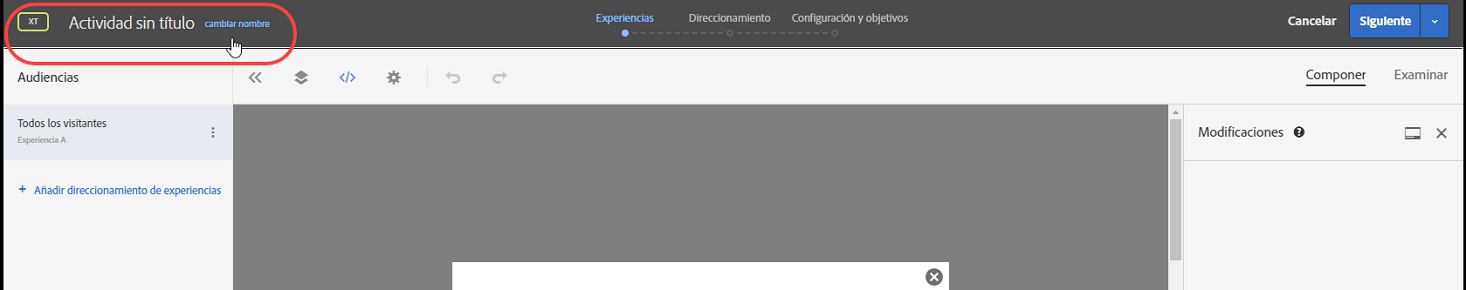 XT Actividad sin título cambiar nombre
Experiencias Direccionamiento Configuración y objetivos
Cancelar Siguiente
Audiencias
</>
Componer Examinar
Todos los visitantes
Experiencia A
Modificaciones ?
+ Añadir direccionamiento de experiencias